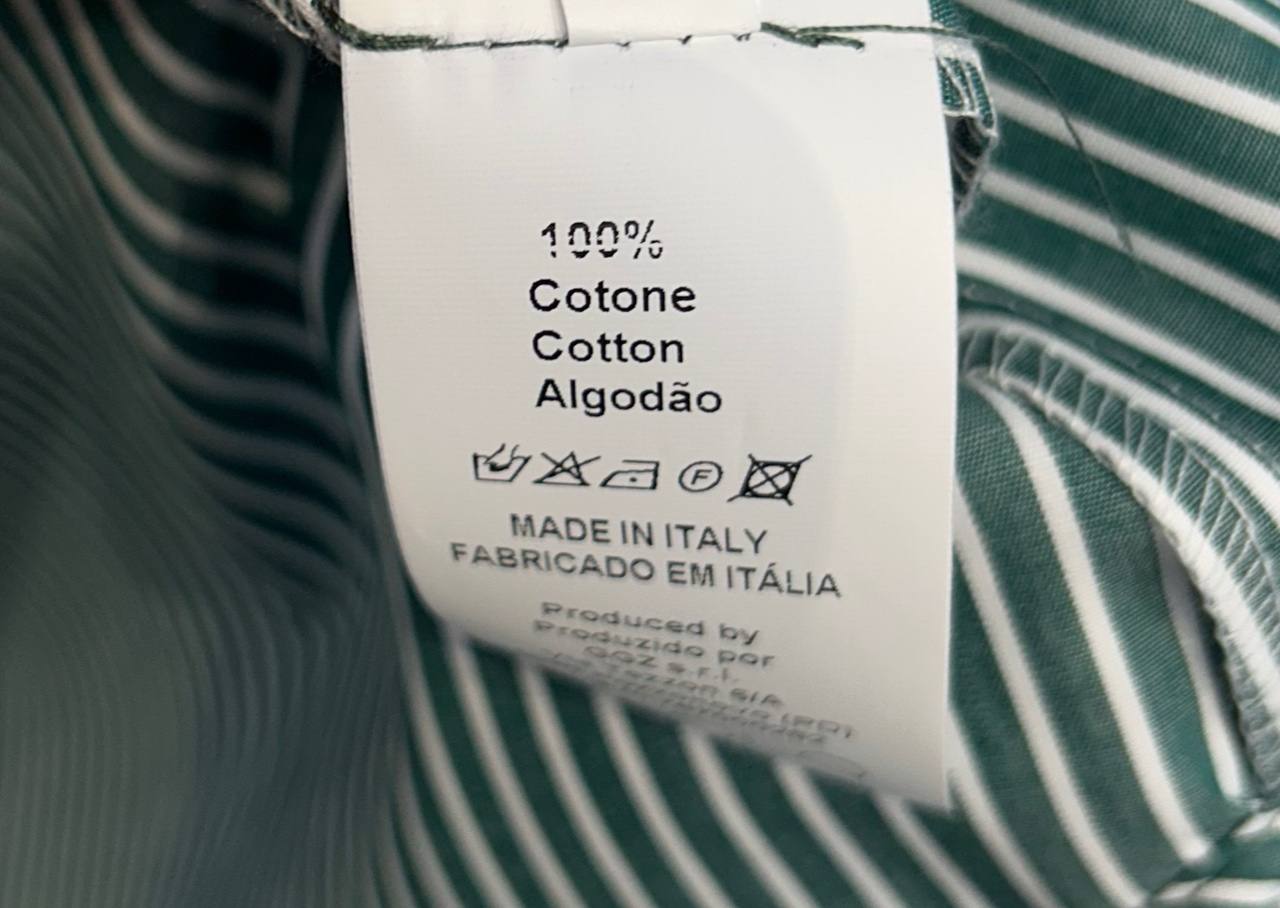 100%
Cotone
Cotton
Algodão
F
MADE IN ITALY
FABRICADO EM ITÁLIA
Produced by
Produzido por
GGZ s.r.l.